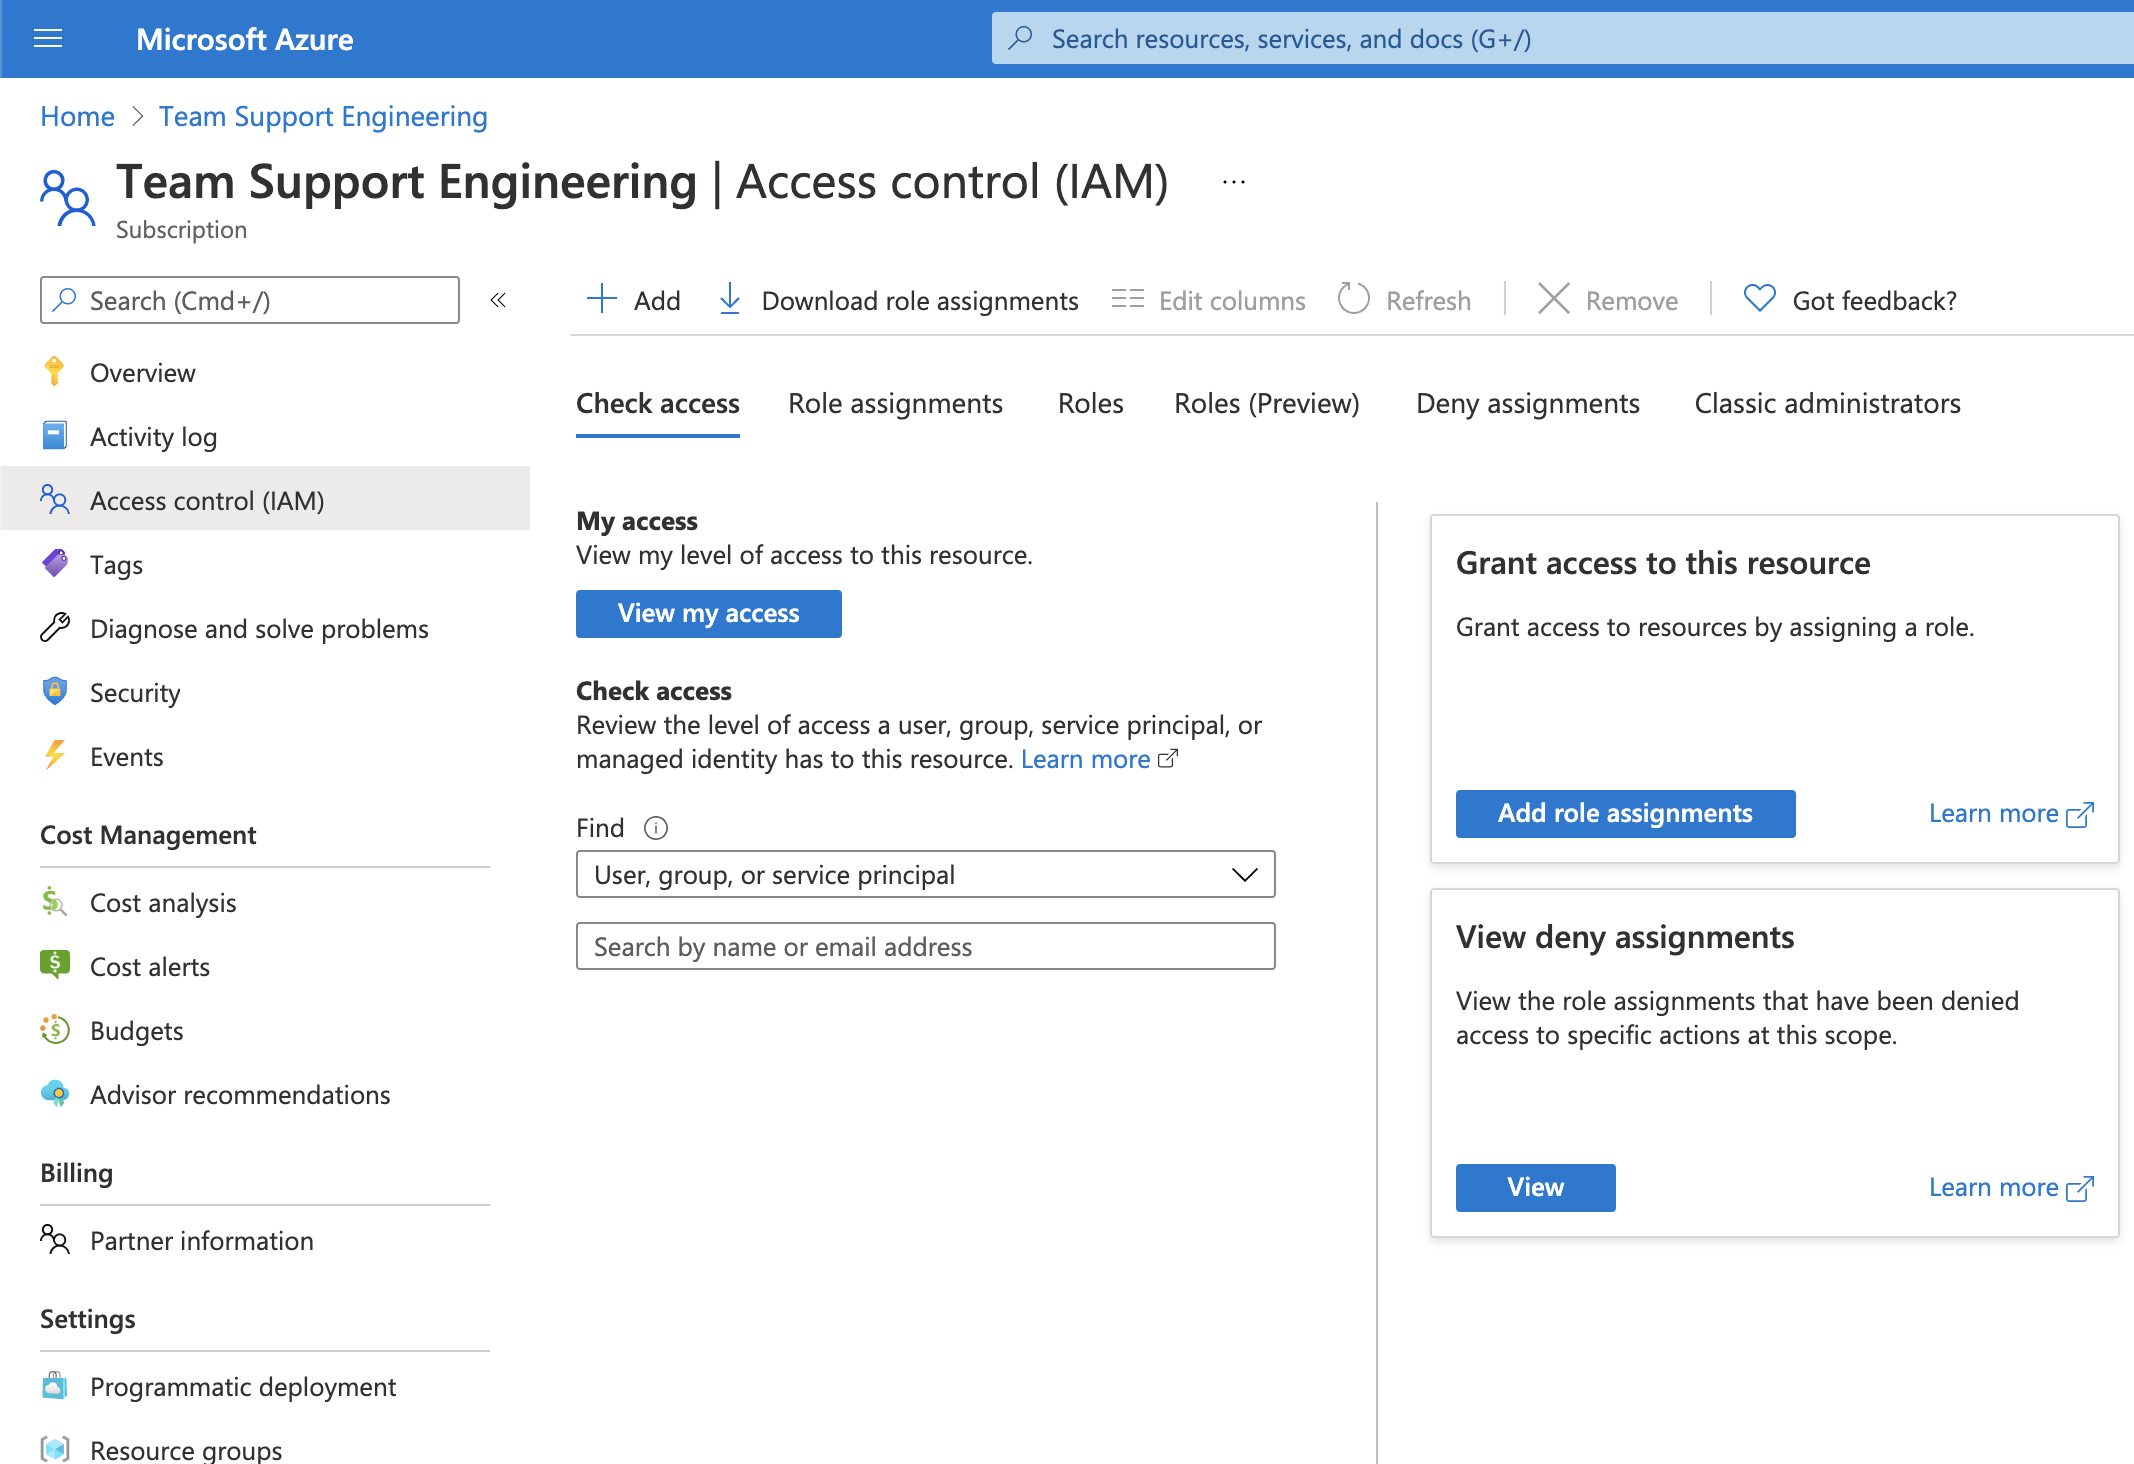 Microsoft Azure
Search resources, services, and docs (G+/)
Home > Team Support Engineering
Team Support Engineering | Access control (IAM) ...
Subscription
Search (Cmd+/)
«
Add
Download role assignments
Edit columns
Refresh
Remove
Got feedback?
Overview
Activity log
Access control (IAM)
Tags
Diagnose and solve problems
Security
Events
Cost Management
Cost analysis
Cost alerts
Budgets
Advisor recommendations
Billing
Partner information
Settings
Programmatic deployment
Resource groups
Check access
Role assignments
Roles
Roles (Preview)
Deny assignments
Classic administrators
My access
View my level of access to this resource.
View my access
Check access
Review the level of access a user, group, service principal, or
managed identity has to this resource. Learn more
Find
User, group, or service principal
Search by name or email address
Grant access to this resource
Grant access to resources by assigning a role.
Add role assignments
Learn more
View deny assignments
View the role assignments that have been denied
access to specific actions at this scope.
View
Learn more